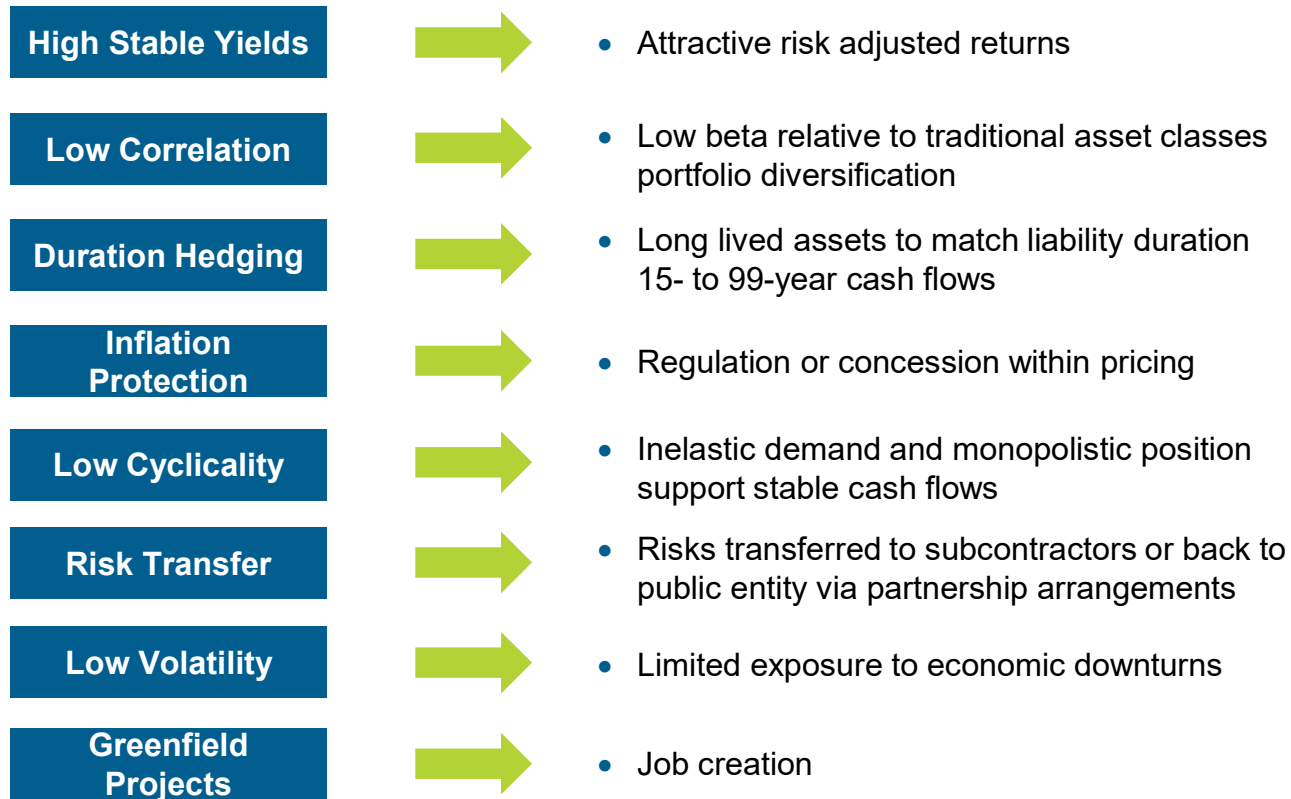 High Stable Yields
• Attractive risk adjusted returns
Low Correlation
• Low beta relative to traditional asset classes
portfolio diversification
Duration Hedging
• Long lived assets to match liability duration
15- to 99-year cash flows
Inflation
Protection
• Regulation or concession within pricing
Low Cyclicality
• Inelastic demand and monopolistic position
support stable cash flows
Risk Transfer
• Risks transferred to subcontractors or back to
public entity via partnership arrangements
Low Volatility
• Limited exposure to economic downturns
Greenfield
Projects
• Job creation